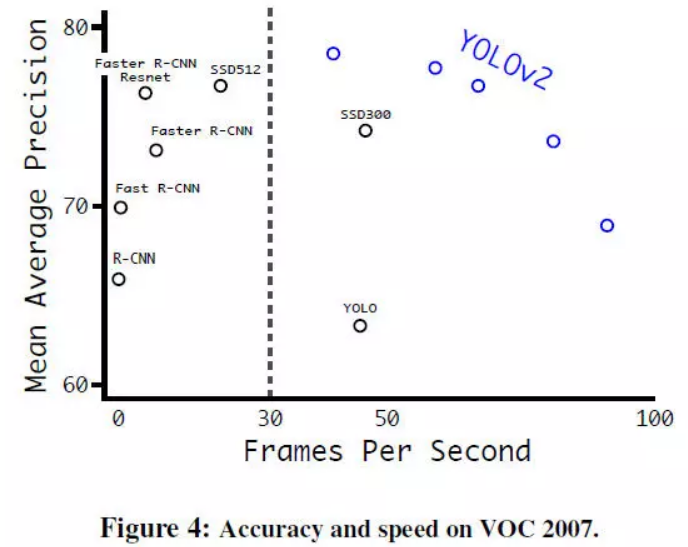 Mean Average Precision
80
70
60
Faster R-CNN
Resnet
SSD512
YOLOv2
SSD300
Faster R-CNN
Fast R-CNN
R-CNN
YOLO
0 30 50 100
Frames Per Second
Figure 4: Accuracy and speed on VOC 2007.